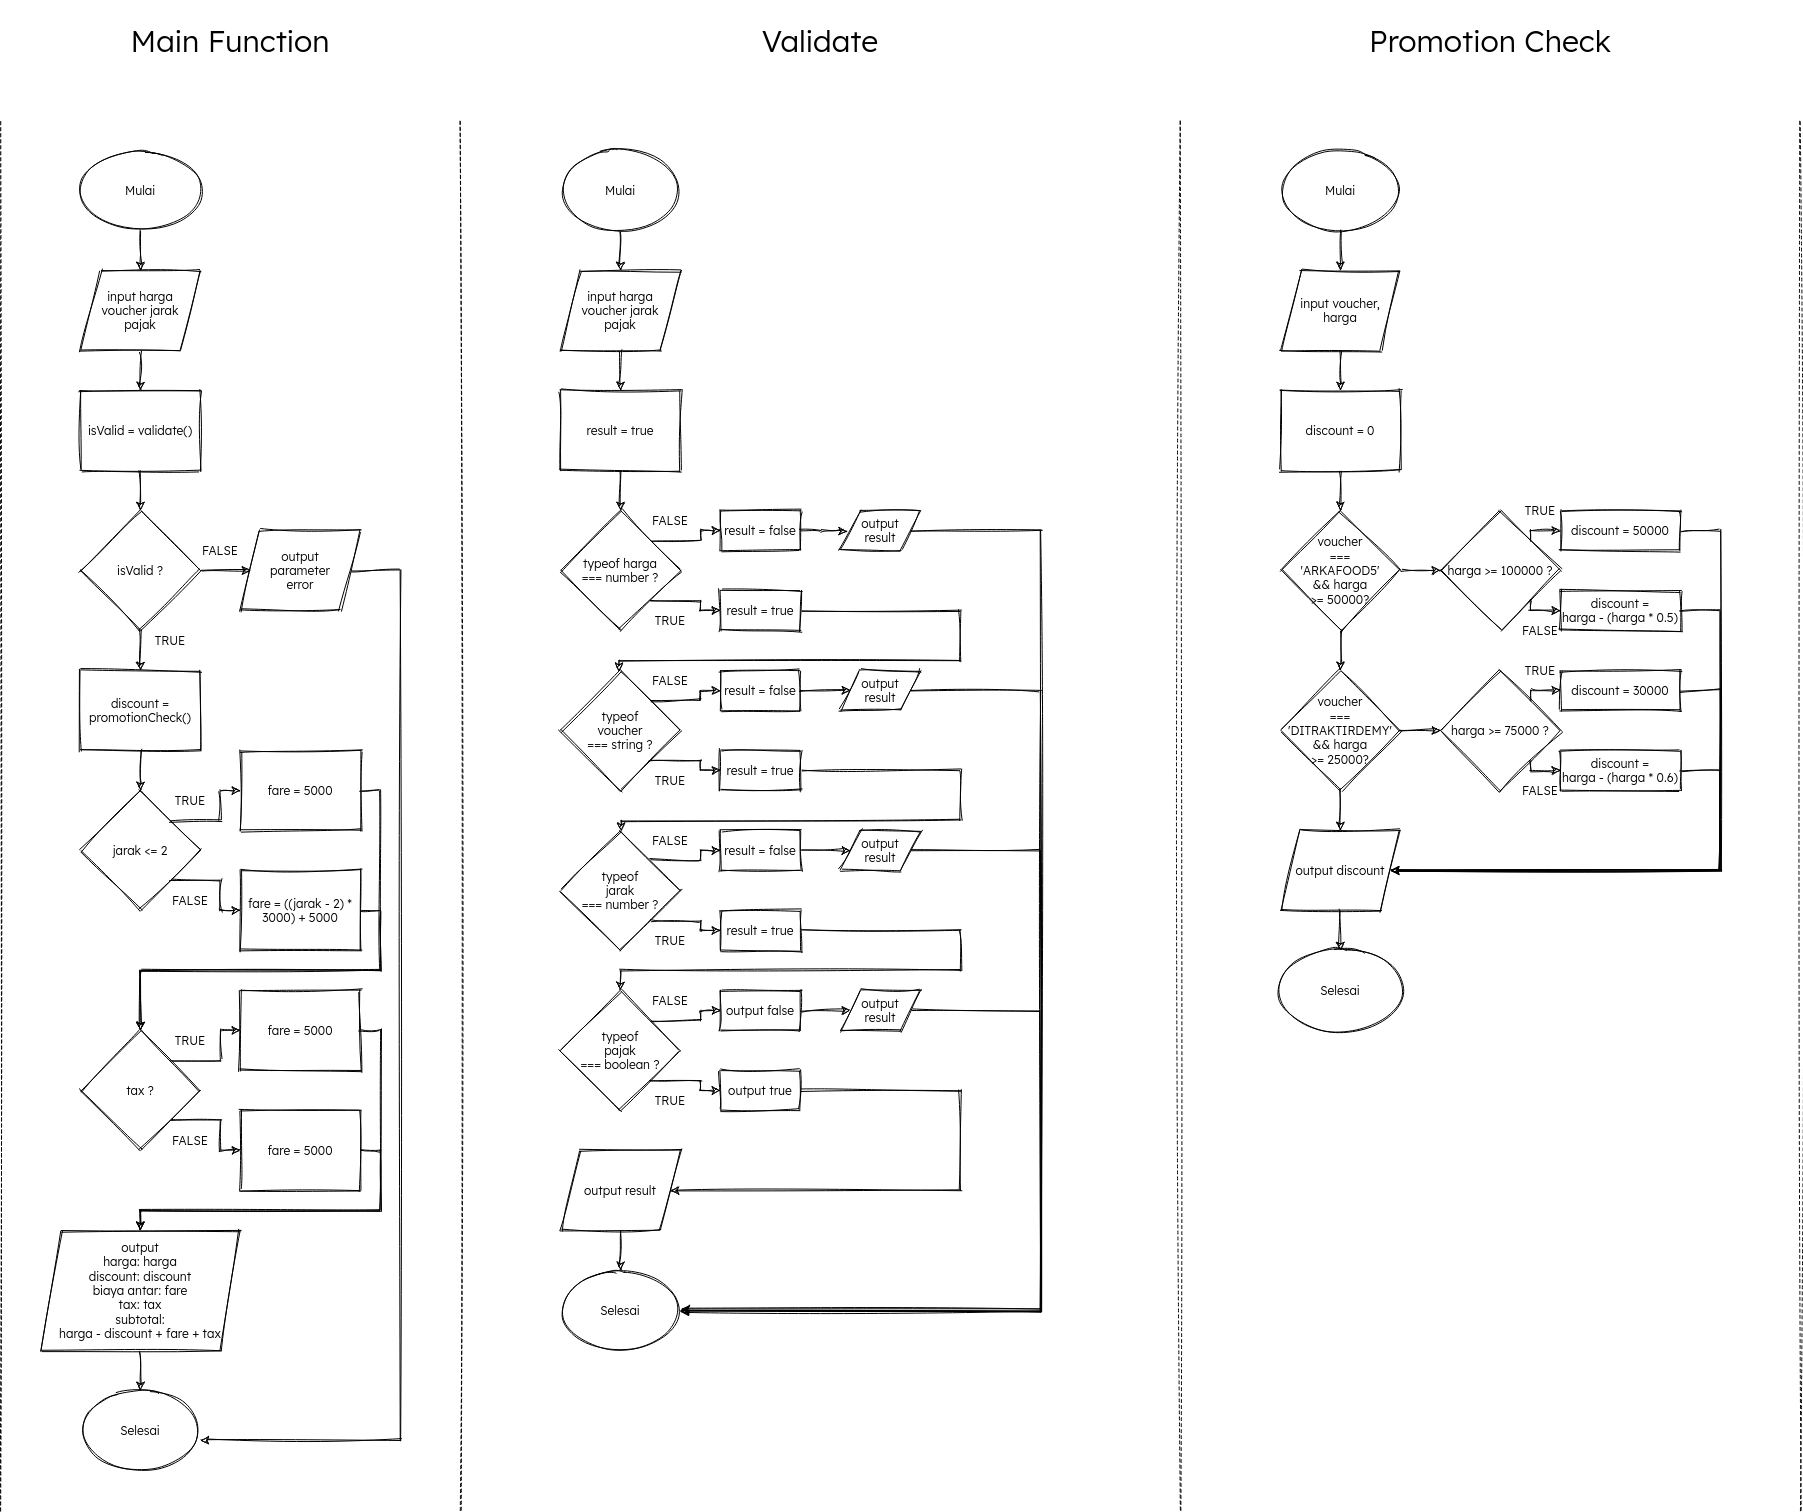 Main Function
Mulai
input harga
voucher jarak
pajak
isValid = validate()
isValid ?
FALSE
output
parameter
error
TRUE
discount =
promotionCheck()
jarak <= 2
TRUE
fare = 5000
FALSE
fare = ((jarak - 2) *
3000) + 5000
tax ?
TRUE
fare = 5000
FALSE
fare = 5000
output
harga: harga
discount: discount
biaya antar: fare
tax: tax
subtotal:
harga - discount + fare + tax
Selesai
Validate
Mulai
input harga
voucher jarak
pajak
result = true
typeof harga
=== number ?
FALSE
result = false
output
result
TRUE
result = true
typeof
voucher
=== string ?
FALSE
result = false
output
result
TRUE
result = true
typeof
jarak
=== number ?
FALSE
result = false
output
result
TRUE
result = true
typeof
pajak
=== boolean ?
FALSE
output false
output
result
TRUE
output true
output result
Selesai
Promotion Check
Mulai
input voucher,
harga
discount = 0
voucher
===
'ARKAFOOD5'
&& harga
>= 50000?
harga >= 100000 ?
TRUE
discount = 50000
FALSE
discount =
harga - (harga * 0.5)
voucher
===
'DITRAKTIRDEMY'
&& harga
>= 25000?
harga >= 75000 ?
TRUE
discount = 30000
FALSE
discount =
harga - (harga * 0.6)
output discount
Selesai